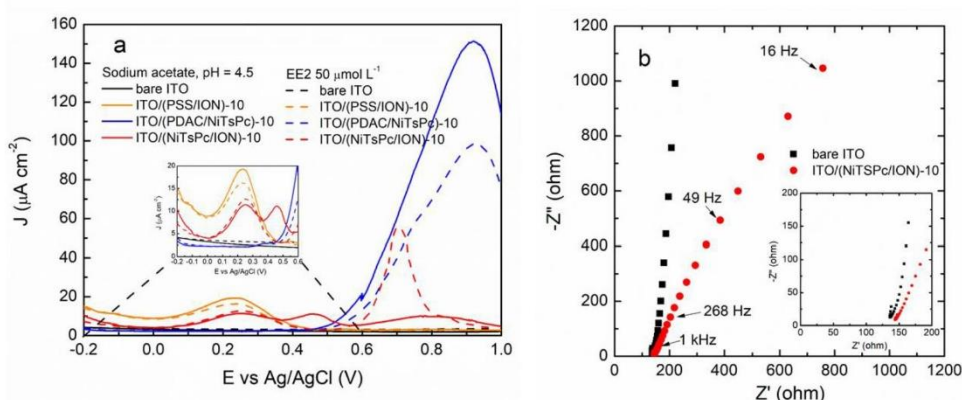 a
Sodium acetate, pH = 4.5
bare ITO
ITO/(PSS/ION)-10
ITO/(PDAC/NiTsPc)-10
ITO/(NiTsPc/ION)-10
EE2 50 μmol L⁻¹
bare ITO
ITO/(PSS/ION)-10
ITO/(PDAC/NiTsPc)-10
ITO/(NiTsPc/ION)-10
J (μA cm⁻²)
160
140
120
100
80
60
40
20
0
-0.2
0.0
0.2
0.4
0.6
0.8
1.0
E vs Ag/AgCl (V)
J (μA cm⁻²)
20
15
10
5
0
-0.2 -0.1 0.0 0.1 0.2 0.3 0.4 0.5 0.6
E vs Ag/AgCl (V)
b
16 Hz
bare ITO
ITO/(NiTSPc/ION)-10
49 Hz
268 Hz
1 kHz
-Z'' (ohm)
1200
1000
800
600
400
200
0
0
200
400
600
800
1000
1200
Z' (ohm)
-Z'' (ohm)
200
150
100
50
0
0 50 100 150 200
Z' (ohm)